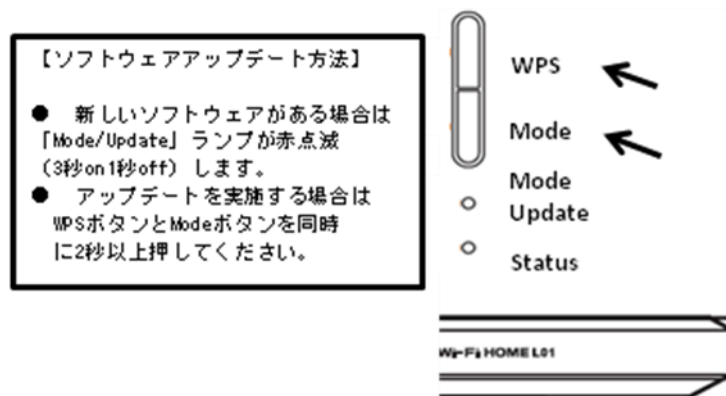 【ソフトウェアアップデート方法】
● 新しいソフトウェアがある場合は
「Mode/Update」ランプが赤点滅
(3秒on1秒off)します。
● アップデートを実施する場合は
WPSボタンとModeボタンを同時
に2秒以上押してください。
WPS
Mode
Mode
Update
Status
Wi-Fi HOME L01